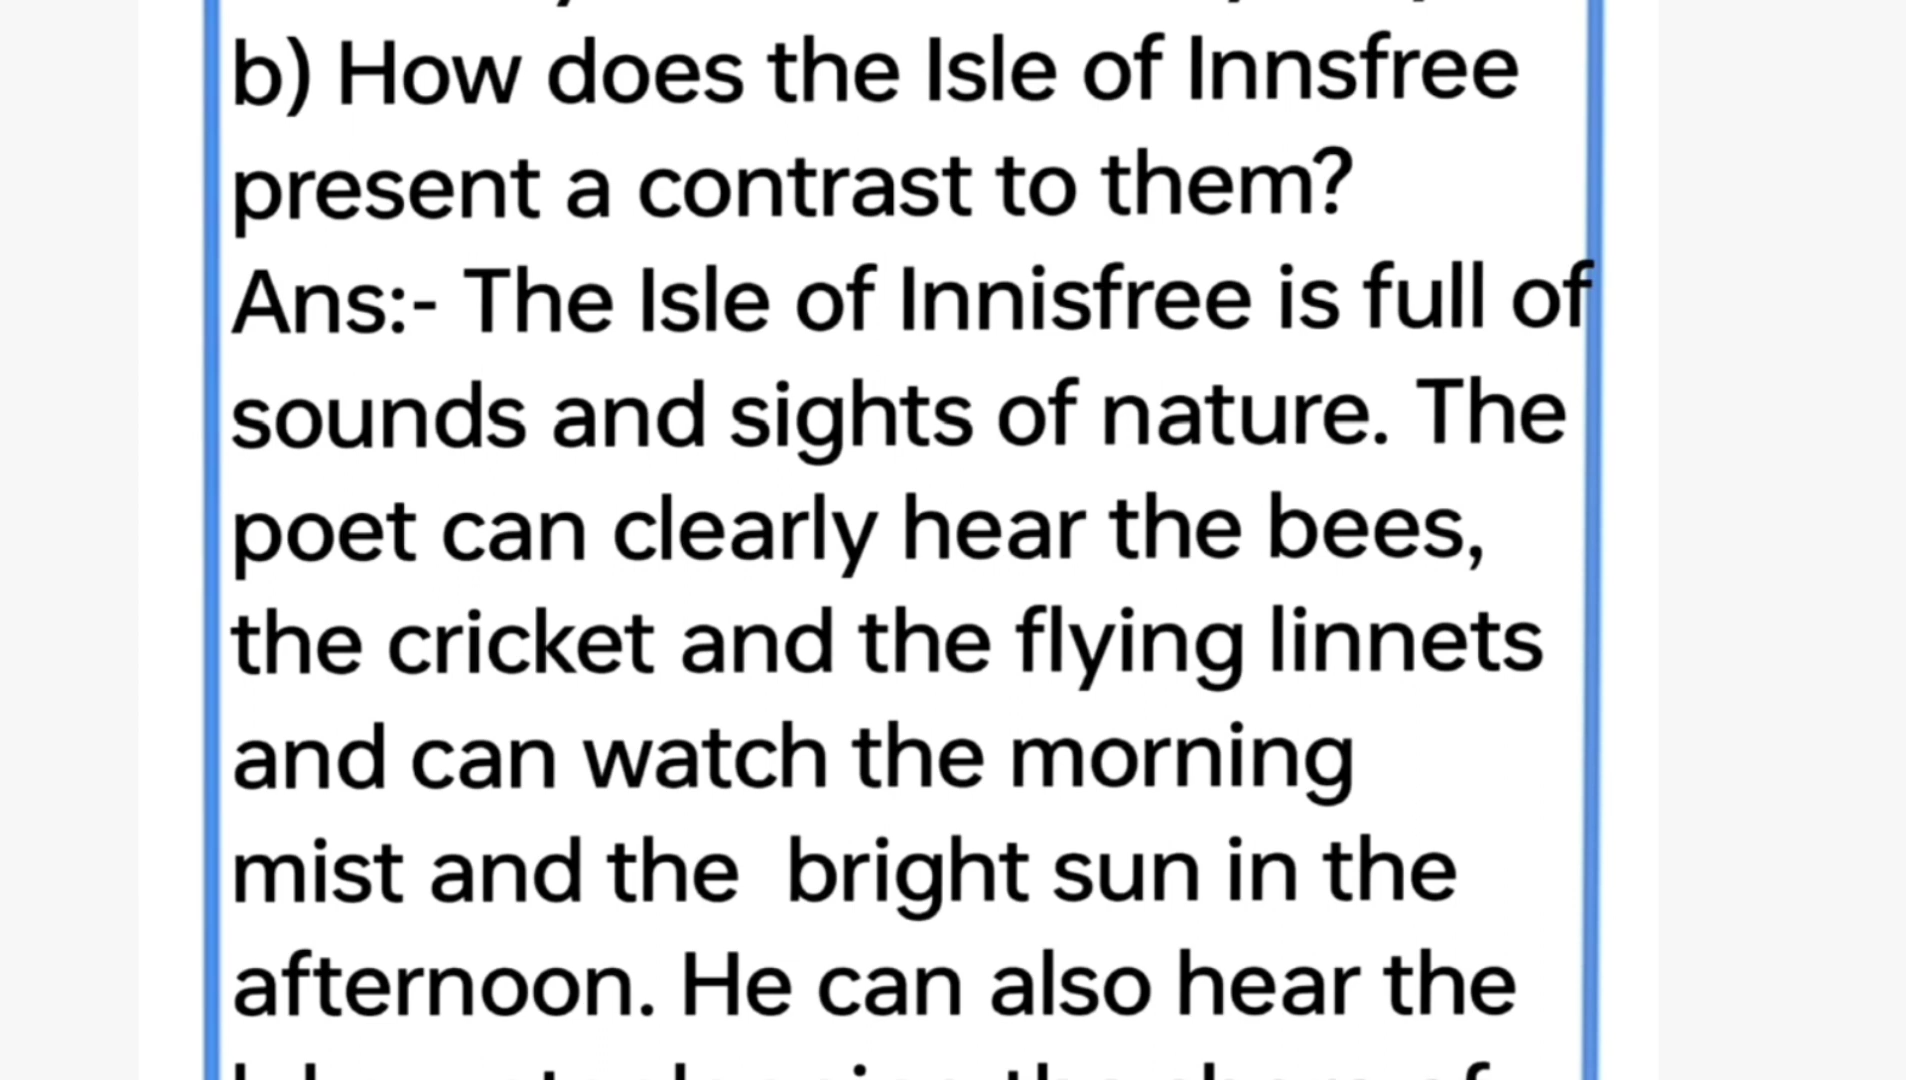 b) How does the Isle of Innsfree
present a contrast to them?
Ans:- The Isle of Innisfree is full of
sounds and sights of nature. The
poet can clearly hear the bees,
the cricket and the flying linnets
and can watch the morning
mist and the  bright sun in the
afternoon. He can also hear the